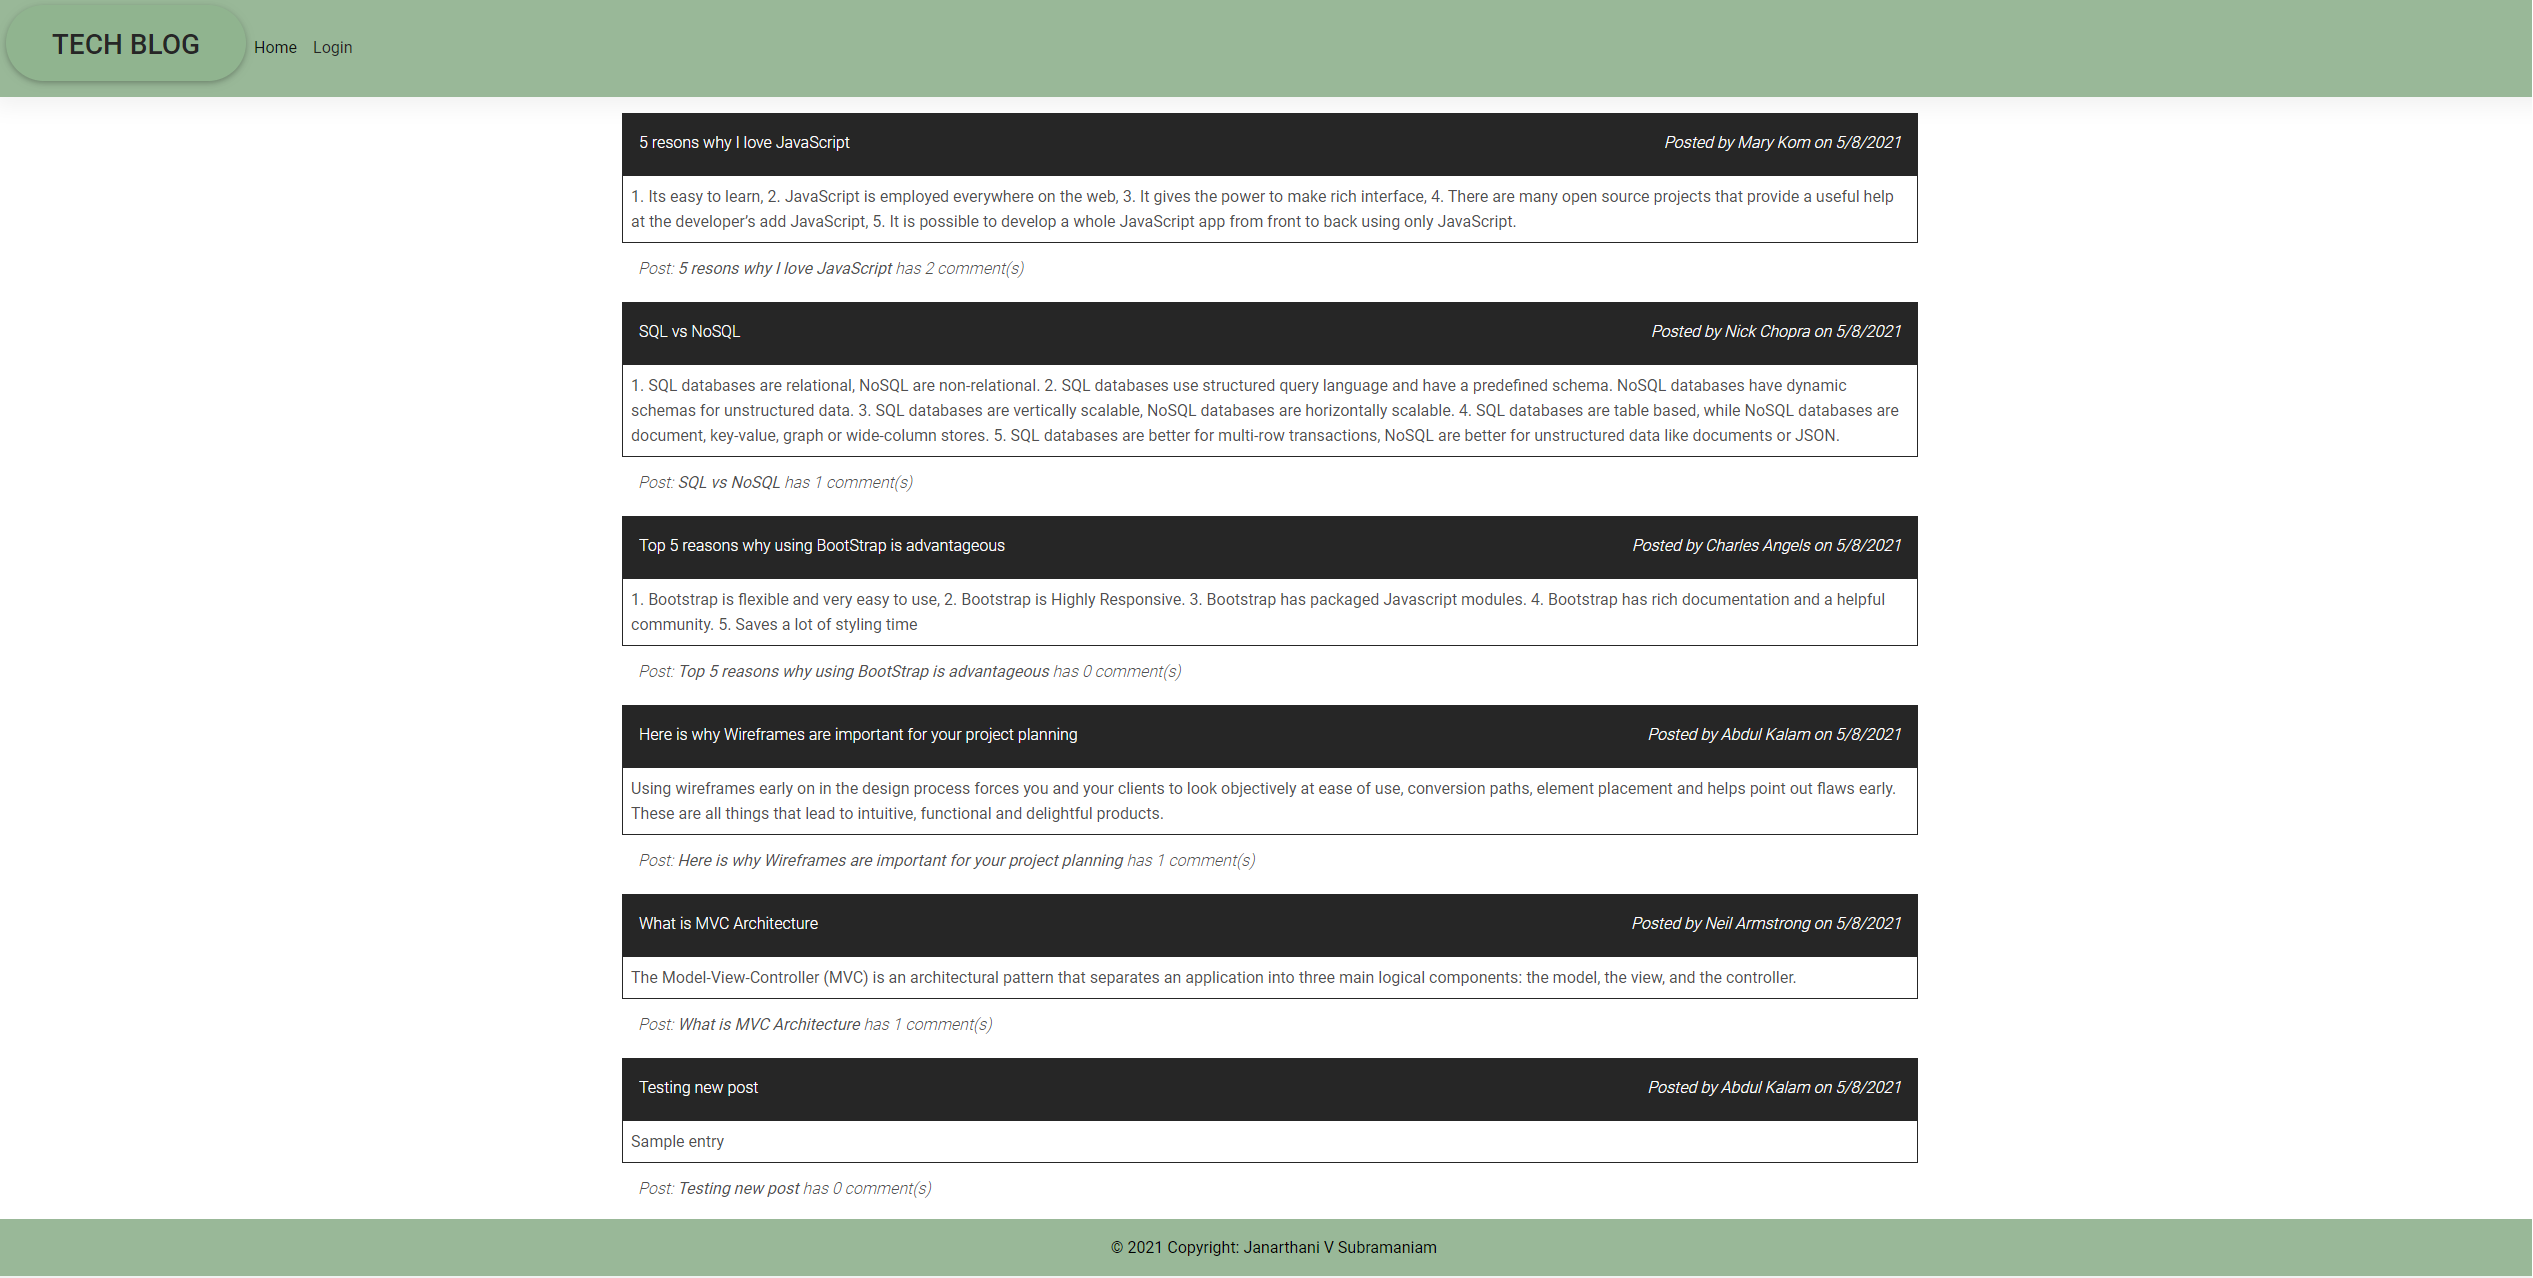 TECH BLOG
Home Login
5 resons why I love JavaScript
Posted by Mary Kom on 5/8/2021
1. Its easy to learn, 2. JavaScript is employed everywhere on the web, 3. It gives the power to make rich interface, 4. There are many open source projects that provide a useful help
at the developer’s add JavaScript, 5. It is possible to develop a whole JavaScript app from front to back using only JavaScript.
Post: 5 resons why I love JavaScript has 2 comment(s)
SQL vs NoSQL
Posted by Nick Chopra on 5/8/2021
1. SQL databases are relational, NoSQL are non-relational. 2. SQL databases use structured query language and have a predefined schema. NoSQL databases have dynamic
schemas for unstructured data. 3. SQL databases are vertically scalable, NoSQL databases are horizontally scalable. 4. SQL databases are table based, while NoSQL databases are
document, key-value, graph or wide-column stores. 5. SQL databases are better for multi-row transactions, NoSQL are better for unstructured data like documents or JSON.
Post: SQL vs NoSQL has 1 comment(s)
Top 5 reasons why using BootStrap is advantageous
Posted by Charles Angels on 5/8/2021
1. Bootstrap is flexible and very easy to use, 2. Bootstrap is Highly Responsive. 3. Bootstrap has packaged Javascript modules. 4. Bootstrap has rich documentation and a helpful
community. 5. Saves a lot of styling time
Post: Top 5 reasons why using BootStrap is advantageous has 0 comment(s)
Here is why Wireframes are important for your project planning
Posted by Abdul Kalam on 5/8/2021
Using wireframes early on in the design process forces you and your clients to look objectively at ease of use, conversion paths, element placement and helps point out flaws early.
These are all things that lead to intuitive, functional and delightful products.
Post: Here is why Wireframes are important for your project planning has 1 comment(s)
What is MVC Architecture
Posted by Neil Armstrong on 5/8/2021
The Model-View-Controller (MVC) is an architectural pattern that separates an application into three main logical components: the model, the view, and the controller.
Post: What is MVC Architecture has 1 comment(s)
Testing new post
Posted by Abdul Kalam on 5/8/2021
Sample entry
Post: Testing new post has 0 comment(s)
© 2021 Copyright: Janarthani V Subramaniam